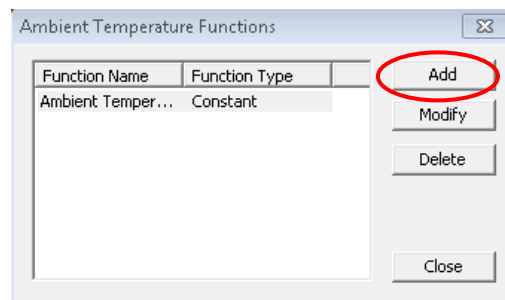 Ambient Temperature Functions
Function Name Function Type Add
Ambient Temper... Constant
Modify
Delete
Close